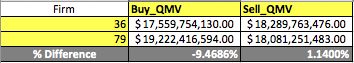 Firm Buy_QMV Sell_QMV
36 $17,559,754,130.00 $18,289,763,476.00
79 $19,222,416,594.00 $18,081,251,483.00
% Difference -9.4686% 1.1400%